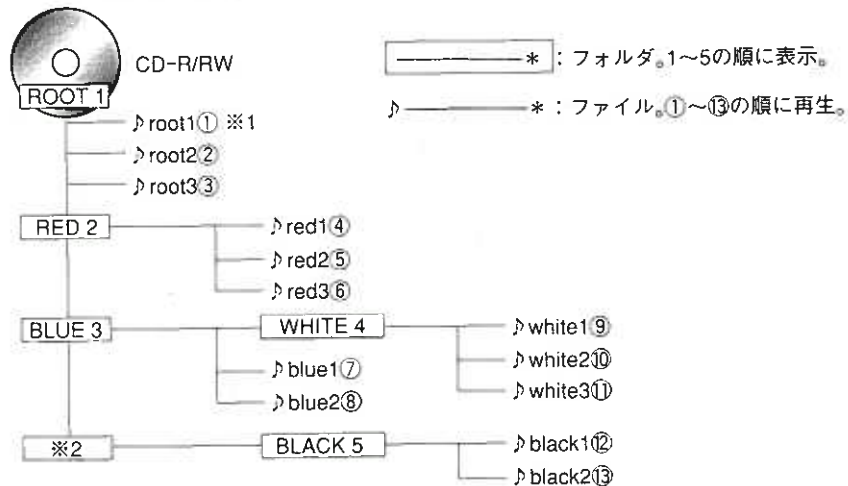 CD-R/RW
ROOT 1
———* : フォルダ。1～5の順に表示。
♪———* : ファイル。①～⑬の順に再生。
♪root1① ※1
♪root2②
♪root3③
RED 2
♪red1④
♪red2⑤
♪red3⑥
BLUE 3
WHITE 4
♪white1⑨
♪white2⑩
♪white3⑪
♪blue1⑦
♪blue2⑧
※2
BLACK 5
♪black1⑫
♪black2⑬